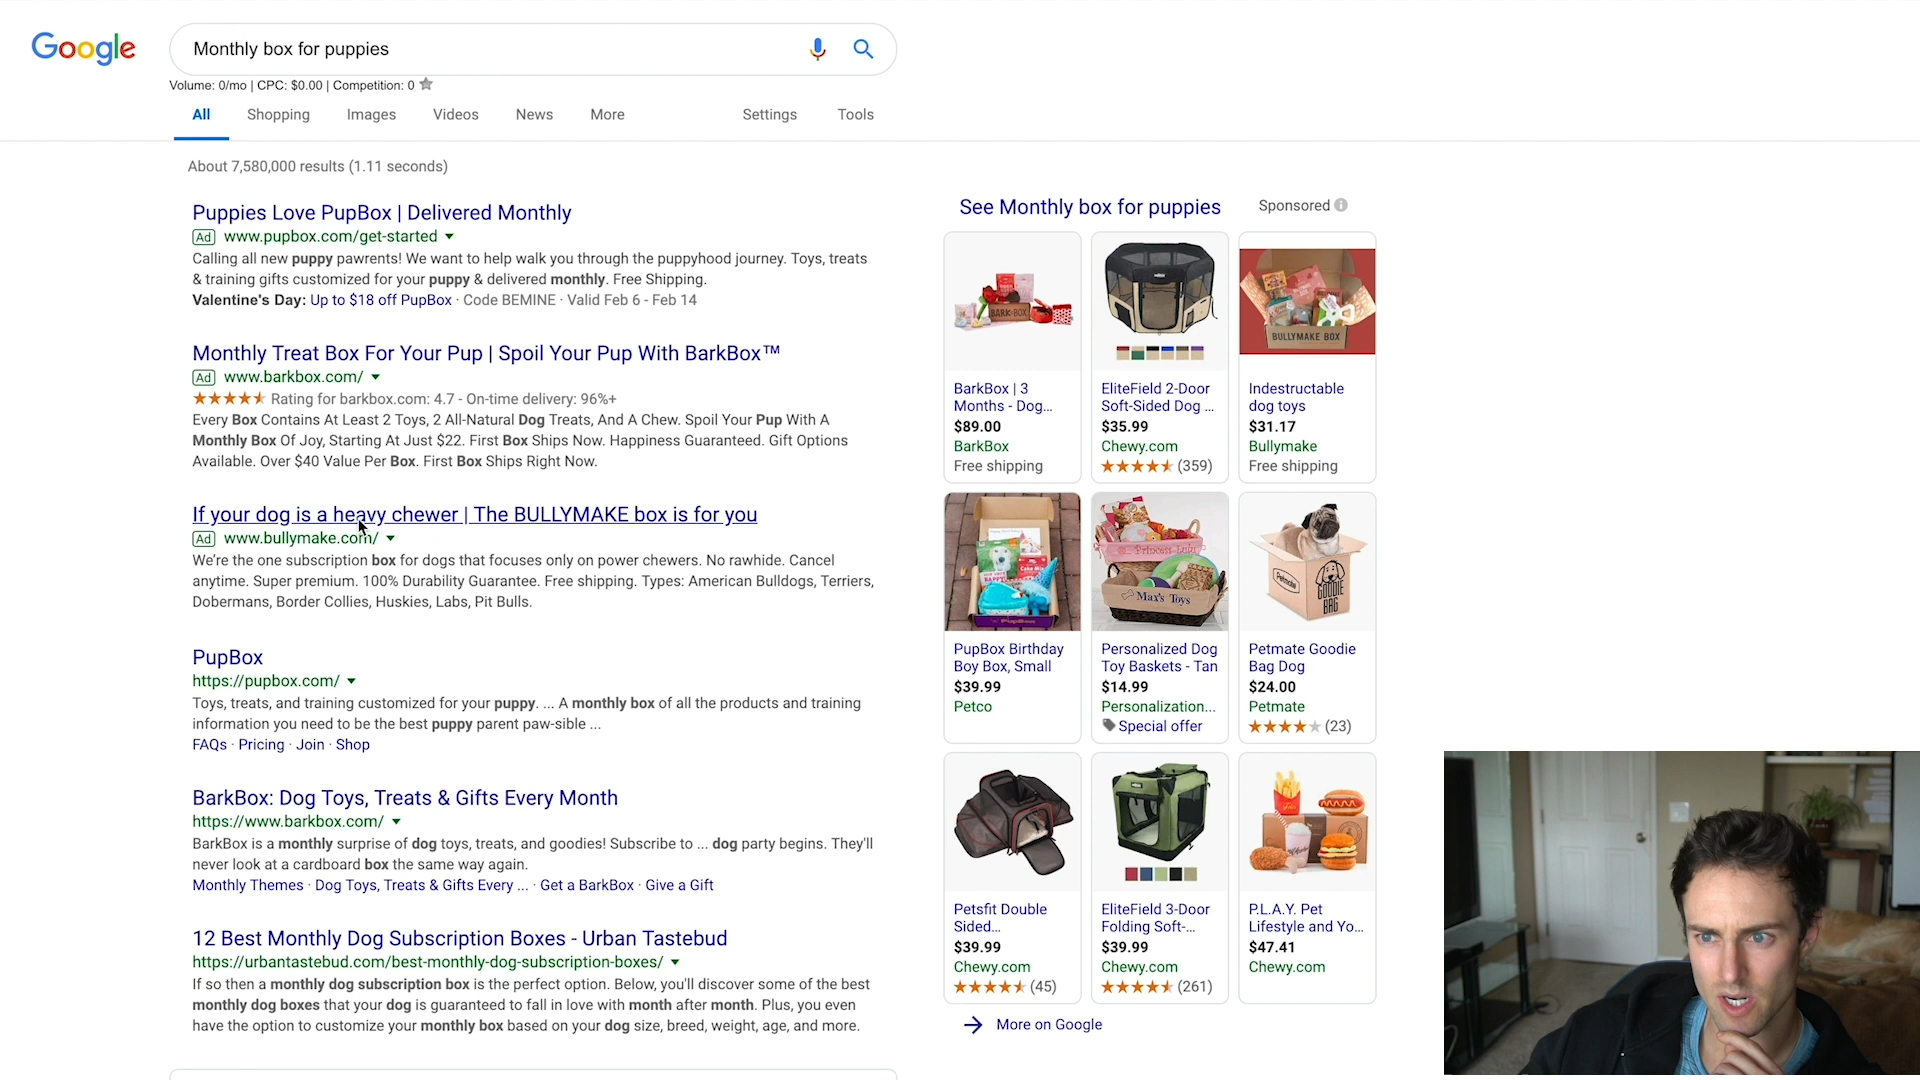 Google
Monthly box for puppies
Volume: 0/mo | CPC: $0.00 | Competition: 0
All Shopping Images Videos News More Settings Tools
About 7,580,000 results (1.11 seconds)
Puppies Love PupBox | Delivered Monthly
Ad www.pupbox.com/get-started
Calling all new puppy pawrents! We want to help walk you through the puppyhood journey. Toys, treats
& training gifts customized for your puppy & delivered monthly. Free Shipping.
Valentine's Day: Up to $18 off PupBox · Code BEMINE · Valid Feb 6 - Feb 14
Monthly Treat Box For Your Pup | Spoil Your Pup With BarkBox™
Ad www.barkbox.com/
Rating for barkbox.com: 4.7 - On-time delivery: 96%+
Every Box Contains At Least 2 Toys, 2 All-Natural Dog Treats, And A Chew. Spoil Your Pup With A
Monthly Box Of Joy, Starting At Just $22. First Box Ships Now. Happiness Guaranteed. Gift Options
Available. Over $40 Value Per Box. First Box Ships Right Now.
If your dog is a heavy chewer | The BULLYMAKE box is for you
Ad www.bullymake.com/
We're the one subscription box for dogs that focuses only on power chewers. No rawhide. Cancel
anytime. Super premium. 100% Durability Guarantee. Free shipping. Types: American Bulldogs, Terriers,
Dobermans, Border Collies, Huskies, Labs, Pit Bulls.
PupBox
https://pupbox.com/
Toys, treats, and training customized for your puppy. ... A monthly box of all the products and training
information you need to be the best puppy parent paw-sible ...
FAQs · Pricing · Join · Shop
BarkBox: Dog Toys, Treats & Gifts Every Month
https://www.barkbox.com/
BarkBox is a monthly surprise of dog toys, treats, and goodies! Subscribe to ... dog party begins. They'll
never look at a cardboard box the same way again.
Monthly Themes · Dog Toys, Treats & Gifts Every ... · Get a BarkBox · Give a Gift
12 Best Monthly Dog Subscription Boxes - Urban Tastebud
https://urbantastebud.com/best-monthly-dog-subscription-boxes/
If so then a monthly dog subscription box is the perfect option. Below, you'll discover some of the best
monthly dog boxes that your dog is guaranteed to fall in love with month after month. Plus, you even
have the option to customize your monthly box based on your dog size, breed, weight, age, and more.
See Monthly box for puppies Sponsored
BARK BOX
BarkBox | 3
Months - Dog...
$89.00
BarkBox
Free shipping
EliteField 2-Door
Soft-Sided Dog ...
$35.99
Chewy.com
(359)
BULLYMAKE BOX
Indestructable
dog toys
$31.17
Bullymake
Free shipping
PupBox
PupBox Birthday
Boy Box, Small
$39.99
Petco
Princess Lulu
Max's Toys
Personalized Dog
Toy Baskets - Tan
$14.99
Personalization...
Special offer
Petmate
GOODIE
BAG
Petmate Goodie
Bag Dog
$24.00
Petmate
(23)
Petsfit Double
Sided...
$39.99
Chewy.com
(45)
EliteField 3-Door
Folding Soft-...
$39.99
Chewy.com
(261)
P.L.A.Y. Pet
Lifestyle and Yo...
$47.41
Chewy.com
More on Google